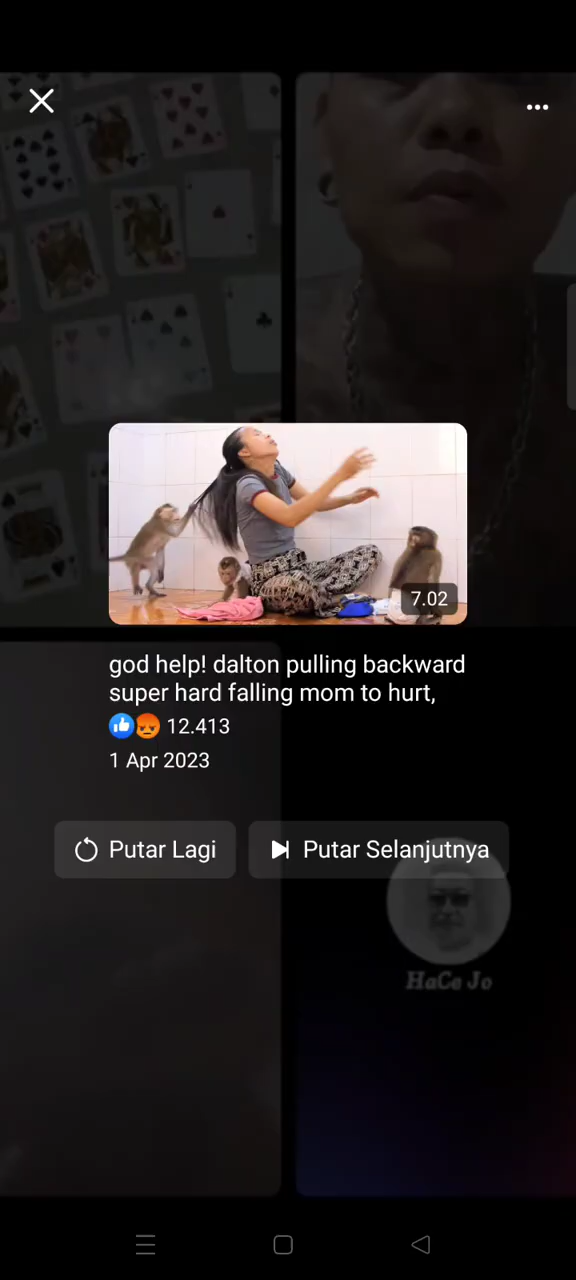 7.02
god help! dalton pulling backward
super hard falling mom to hurt,
12.413
1 Apr 2023
Putar Lagi
Putar Selanjutnya
HaCe Jo